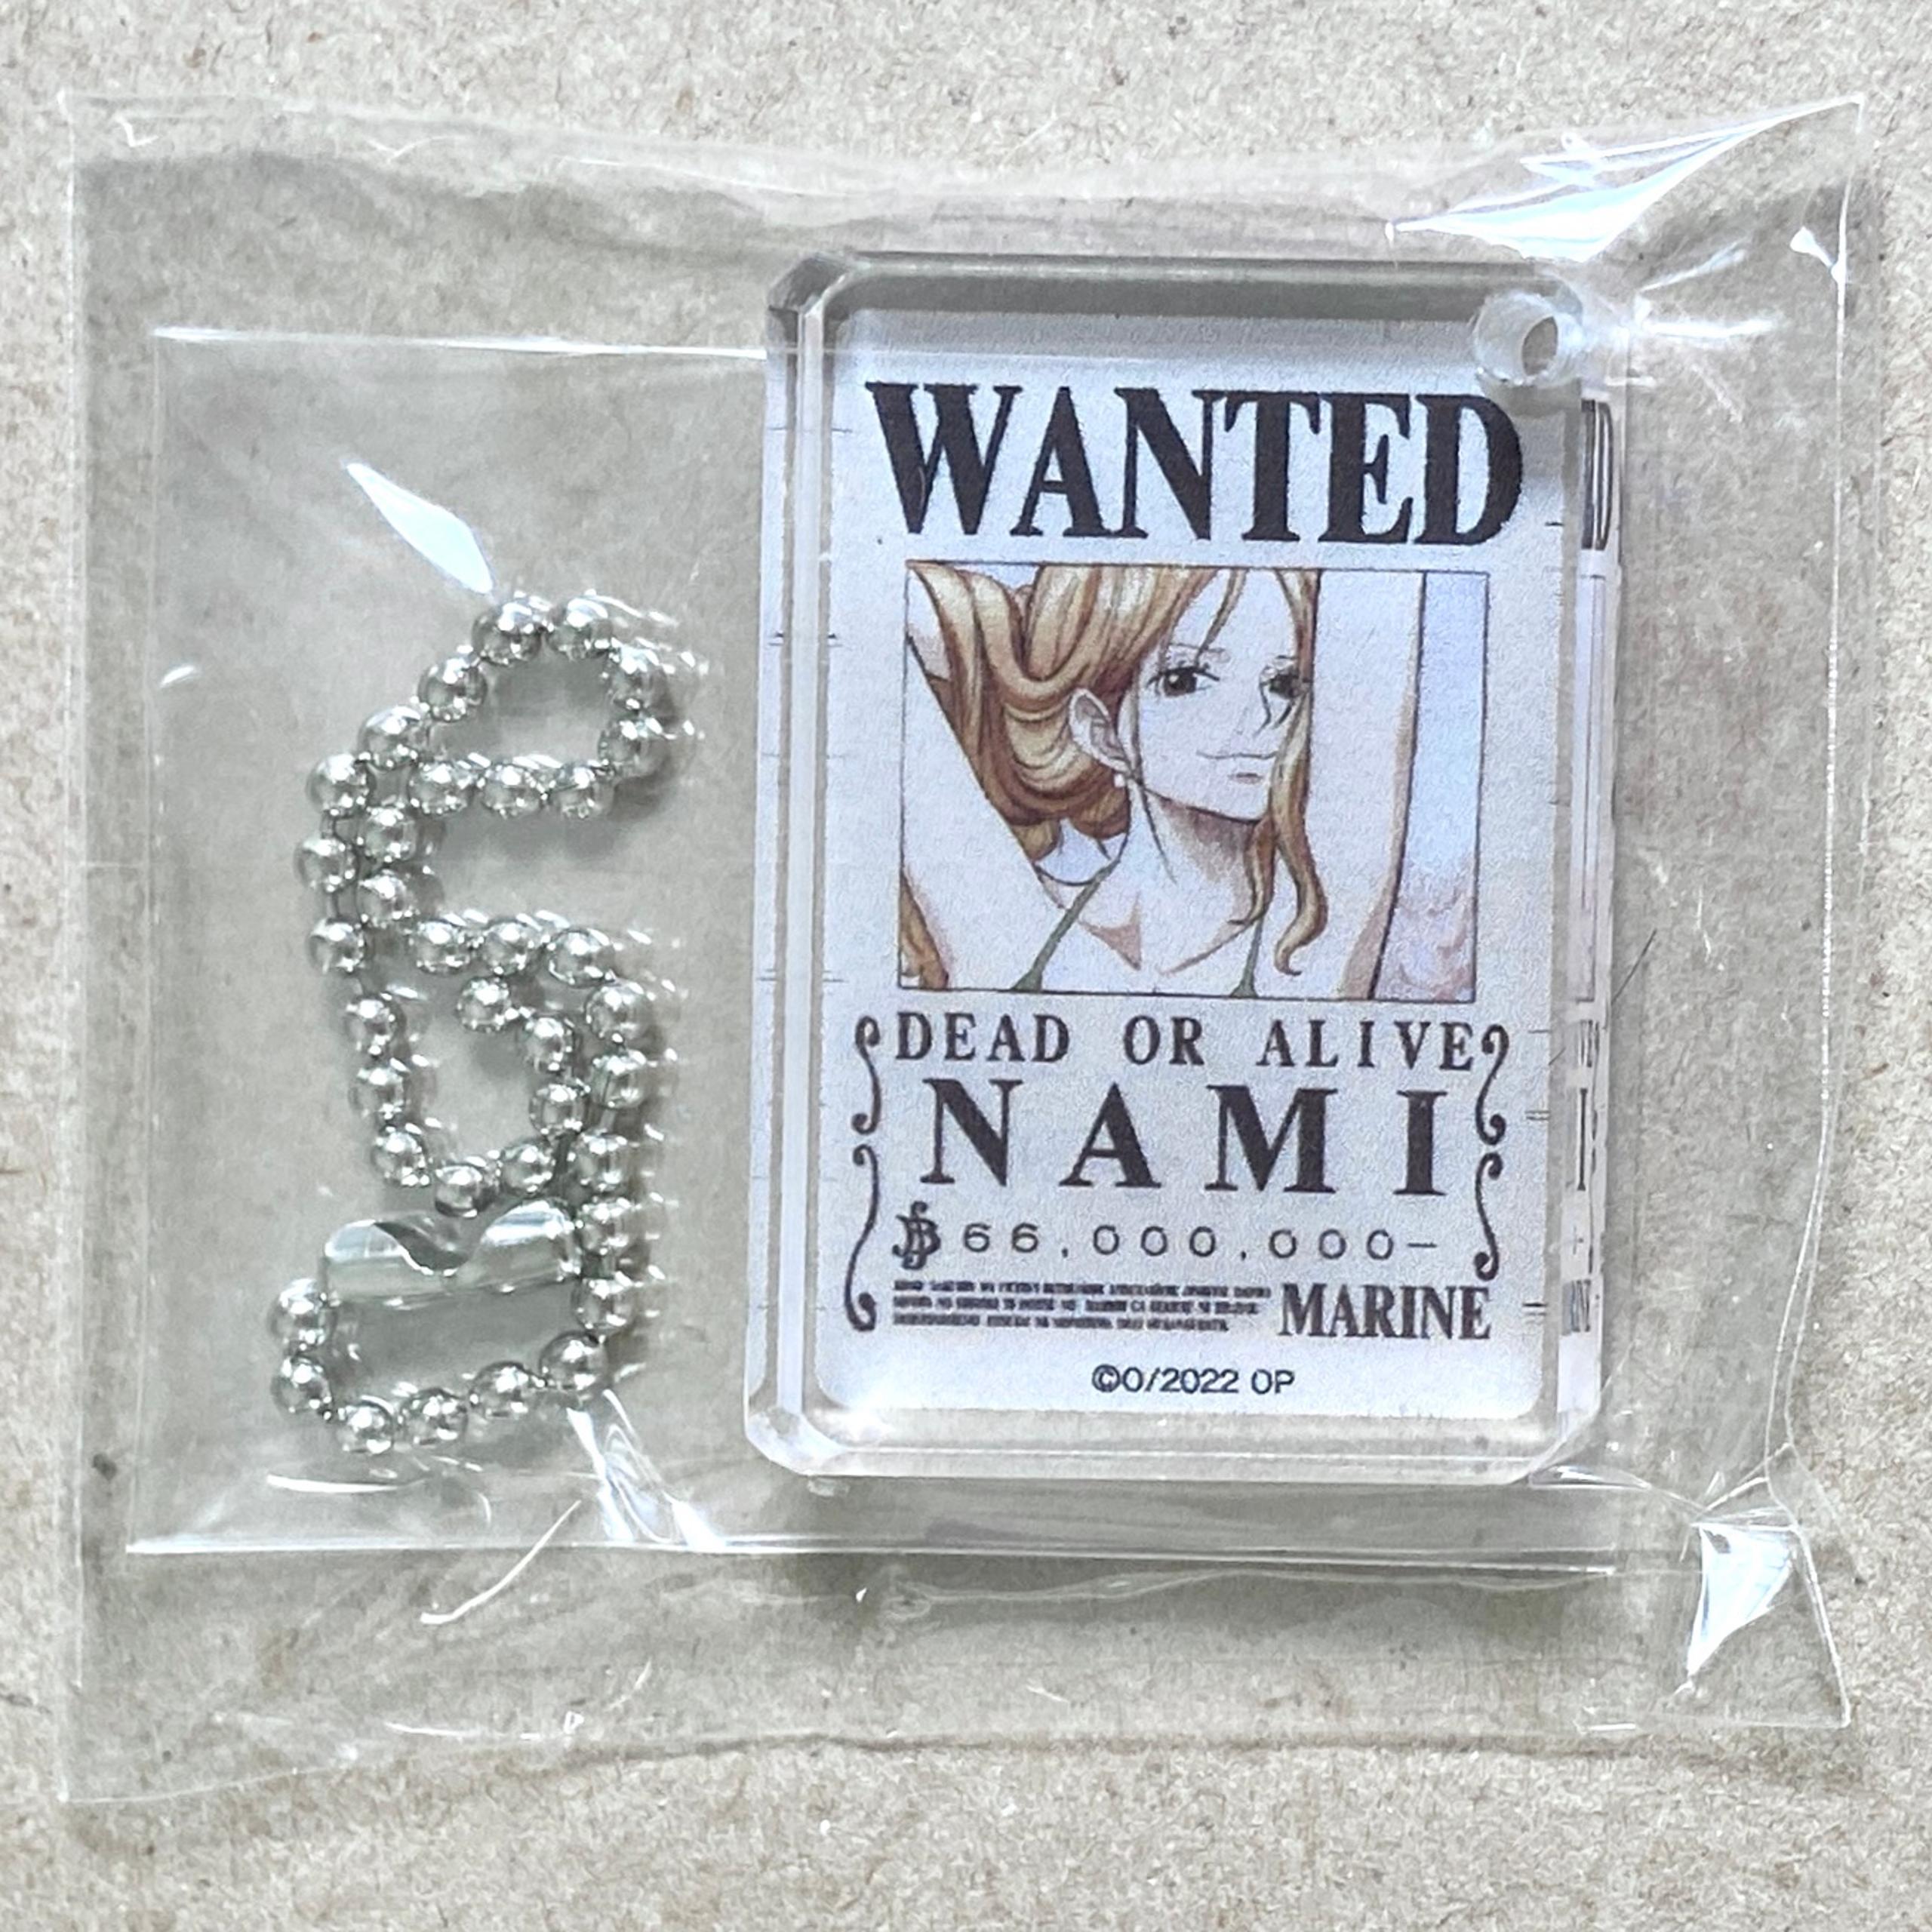 WANTED
DEAD OR ALIVE
NAMI
฿66,000,000-
MARINE
©O/2022 OP